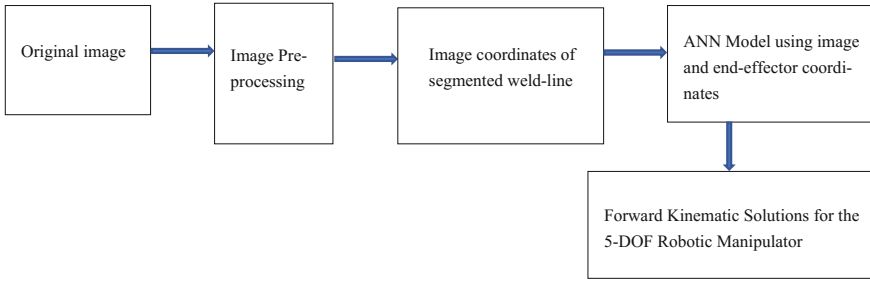 Original image
Image Pre-
processing
Image coordinates of
segmented weld-line
ANN Model using image
and end-effector coordi-
nates
Forward Kinematic Solutions for the
5-DOF Robotic Manipulator